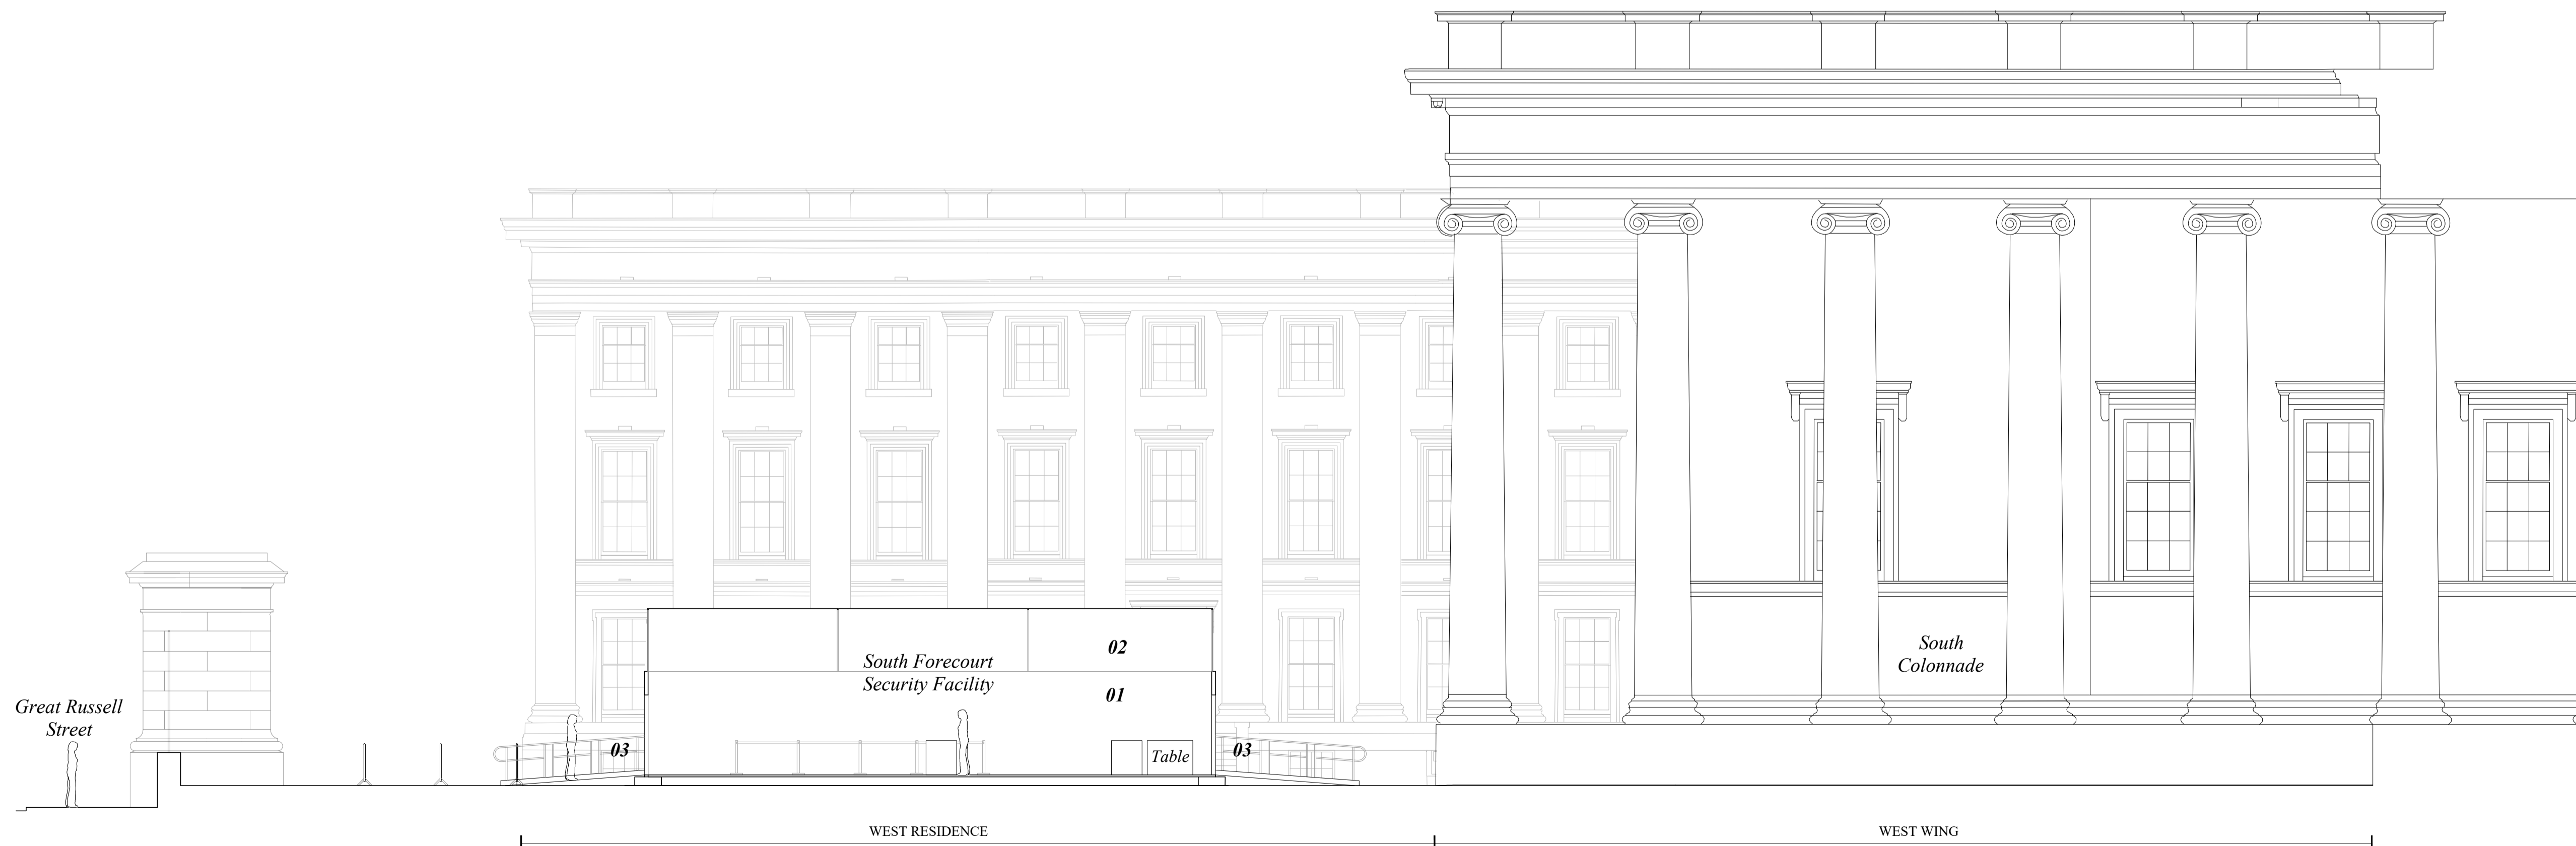 Great Russell
Street
03
South Forecourt
Security Facility
02
01
Table
03
South
Colonnade
WEST RESIDENCE
WEST WING